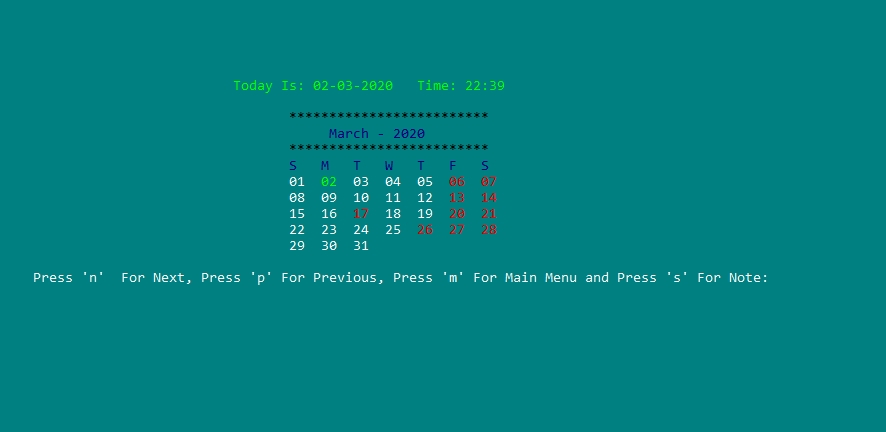 Today Is: 02-03-2020   Time: 22:39
*************************
March - 2020
*************************
S   M   T   W   T   F   S
01  02  03  04  05  06  07
08  09  10  11  12  13  14
15  16  17  18  19  20  21
22  23  24  25  26  27  28
29  30  31
Press 'n'  For Next, Press 'p' For Previous, Press 'm' For Main Menu and Press 's' For Note: